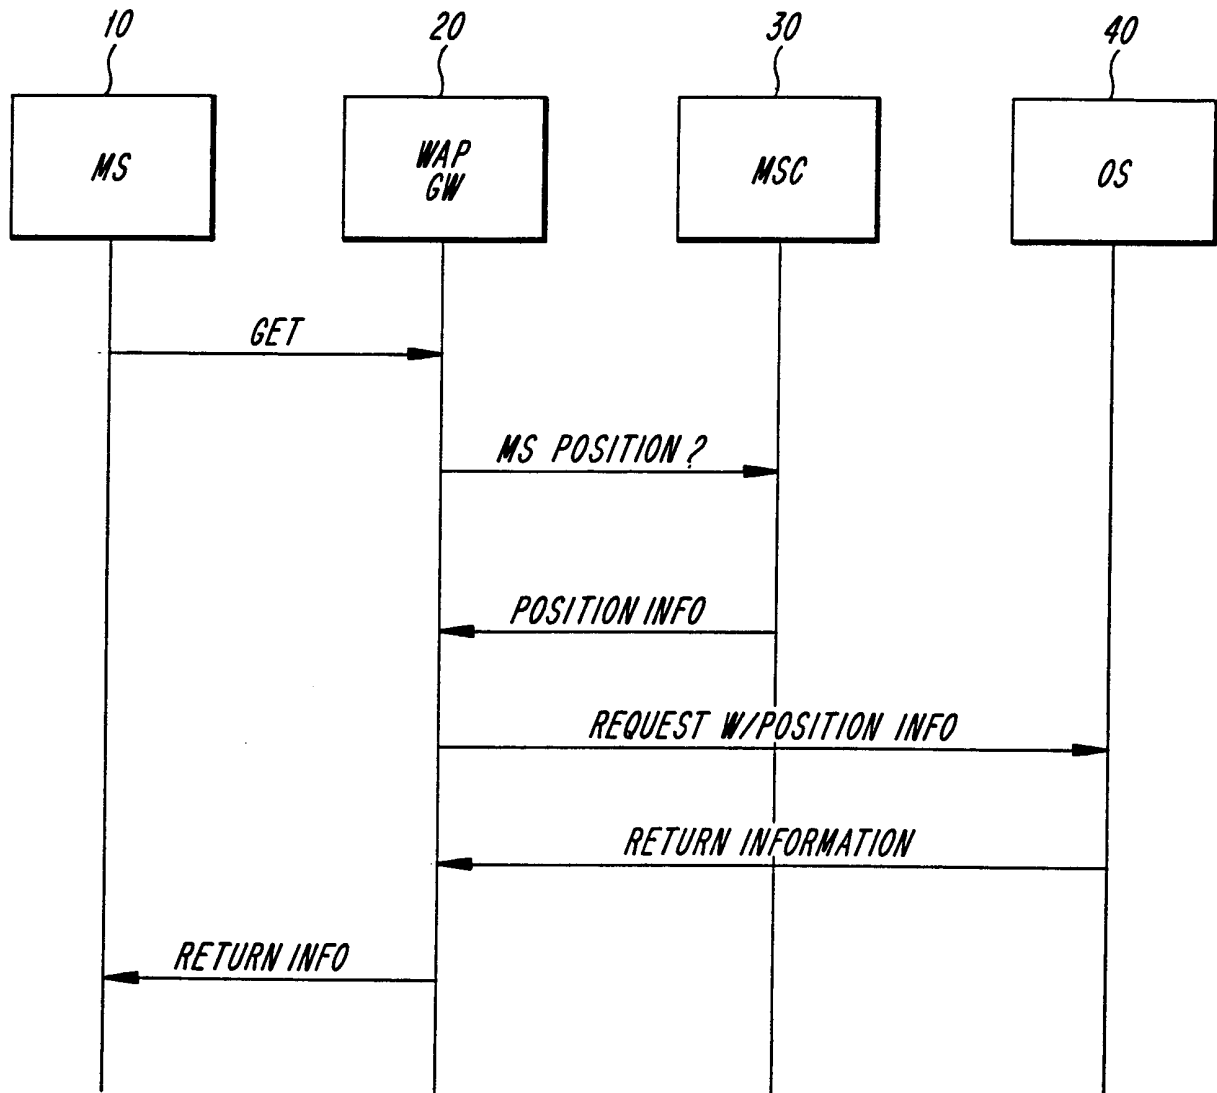 10
20
30
40
MS
WAP
GW
MSC
OS
GET
MS POSITION ?
POSITION INFO
REQUEST W/POSITION INFO
RETURN INFORMATION
RETURN INFO